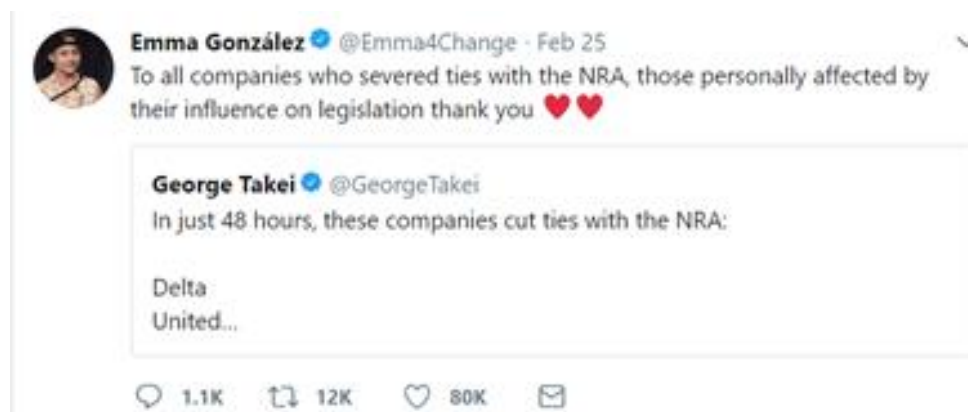 Emma González @Emma4Change · Feb 25
To all companies who severed ties with the NRA, those personally affected by
their influence on legislation thank you ♥♥
George Takei @GeorgeTakei
In just 48 hours, these companies cut ties with the NRA:
Delta
United...
1.1K 12K 80K